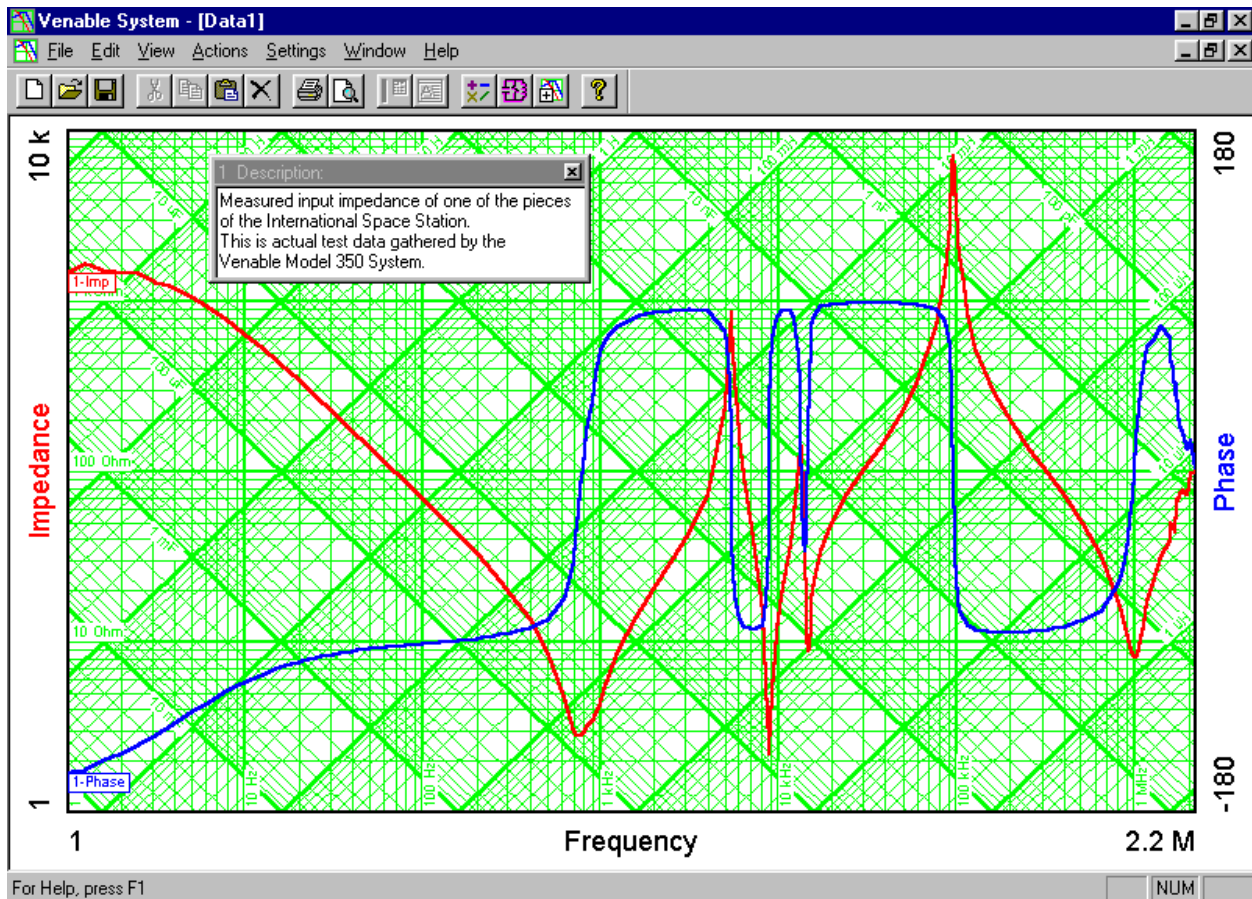 Venable System - [Data1]
File Edit View Actions Settings Window Help
10 k
180
1 Description:
Measured input impedance of one of the pieces
of the International Space Station.
This is actual test data gathered by the
Venable Model 350 System.
1-Imp
100 Ohm
10 Ohm
1 mF
Impedance
Phase
1-Phase
10 Hz
100 Hz
1 kHz
10 kHz
100 kHz
1 MHz
1
-180
1
Frequency
2.2 M
For Help, press F1
NUM